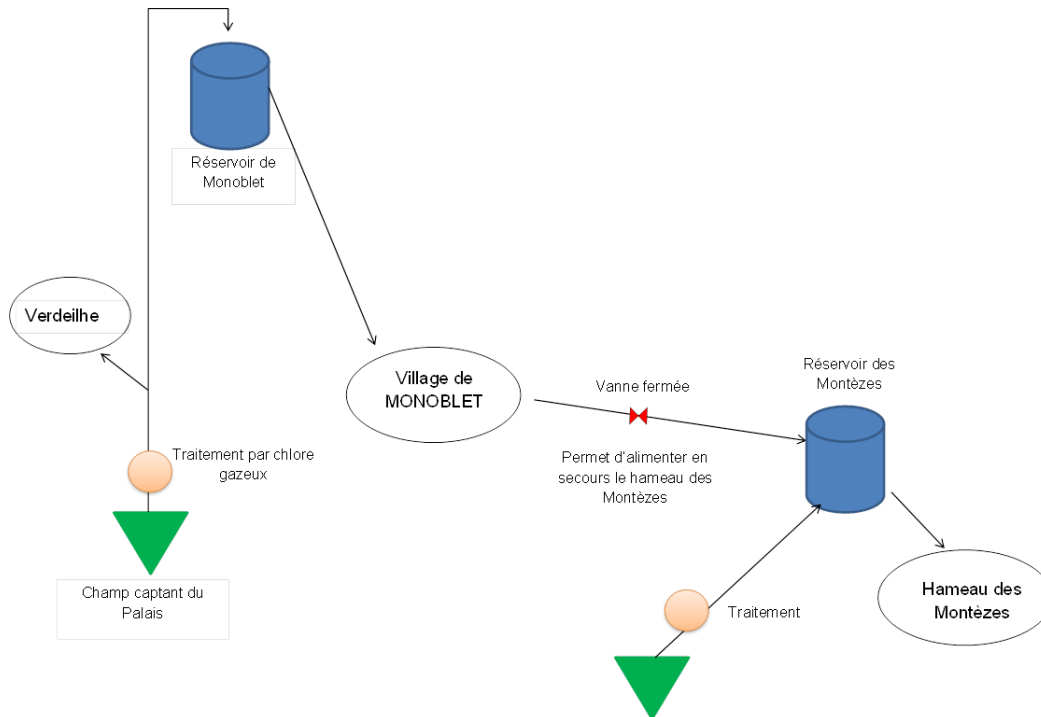 Réservoir de
Monoblet
Verdeilhe
Village de
MONOBLET
Vanne fermée
Réservoir des
Montèzes
Traitement par chlore
gazeux
Permet d'alimenter en
secours le hameau des
Montèzes
Champ captant du
Palais
Traitement
Hameau des
Montèzes